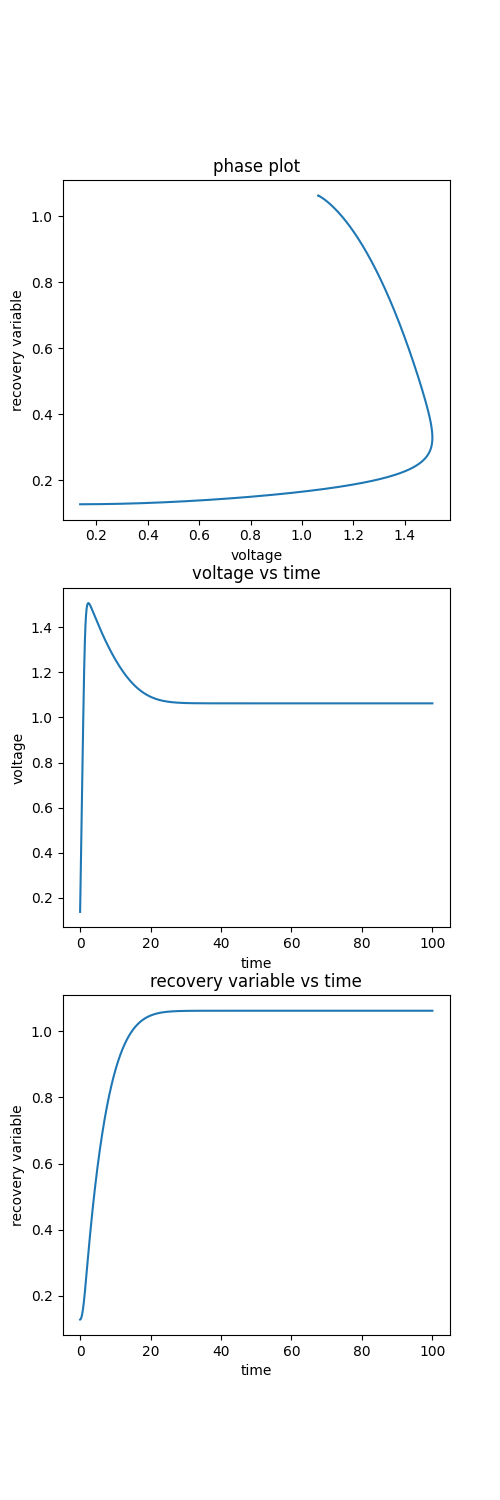 phase plot
1.0
0.8
0.6
0.4
0.2
recovery variable
0.2 0.4 0.6 0.8 1.0 1.2 1.4
voltage
voltage vs time
1.4
1.2
1.0
0.8
0.6
0.4
0.2
voltage
0 20 40 60 80 100
time
recovery variable vs time
1.0
0.8
0.6
0.4
0.2
recovery variable
0 20 40 60 80 100
time